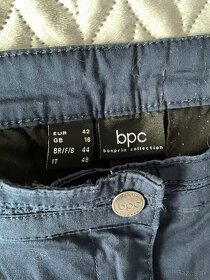 EUR 42
GB 16
BR/F/B 44
IT 48
bpc
bonprix collection
bpc